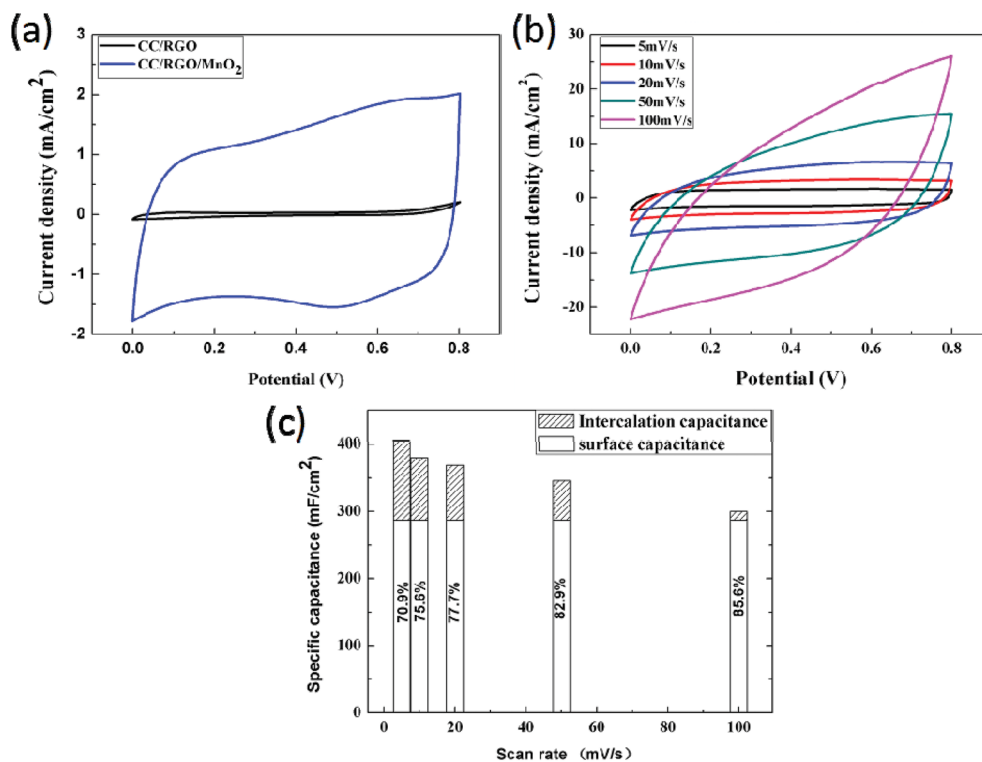 (a)
3
2
1
0
-1
-2
CC/RGO
CC/RGO/MnO2
Current density (mA/cm2)
0.0 0.2 0.4 0.6 0.8
Potential (V)
(b)
30
20
10
0
-10
-20
5mV/s
10mV/s
20mV/s
50mV/s
100mV/s
Current density (mA/cm2)
0.0 0.2 0.4 0.6 0.8
Potential (V)
(c)
Intercalation capacitance
surface capacitance
400
300
200
100
0
Specific capacitance (mF/cm2)
70.9%
75.6%
77.7%
82.9%
85.6%
0 20 40 60 80 100
Scan rate (mV/s)